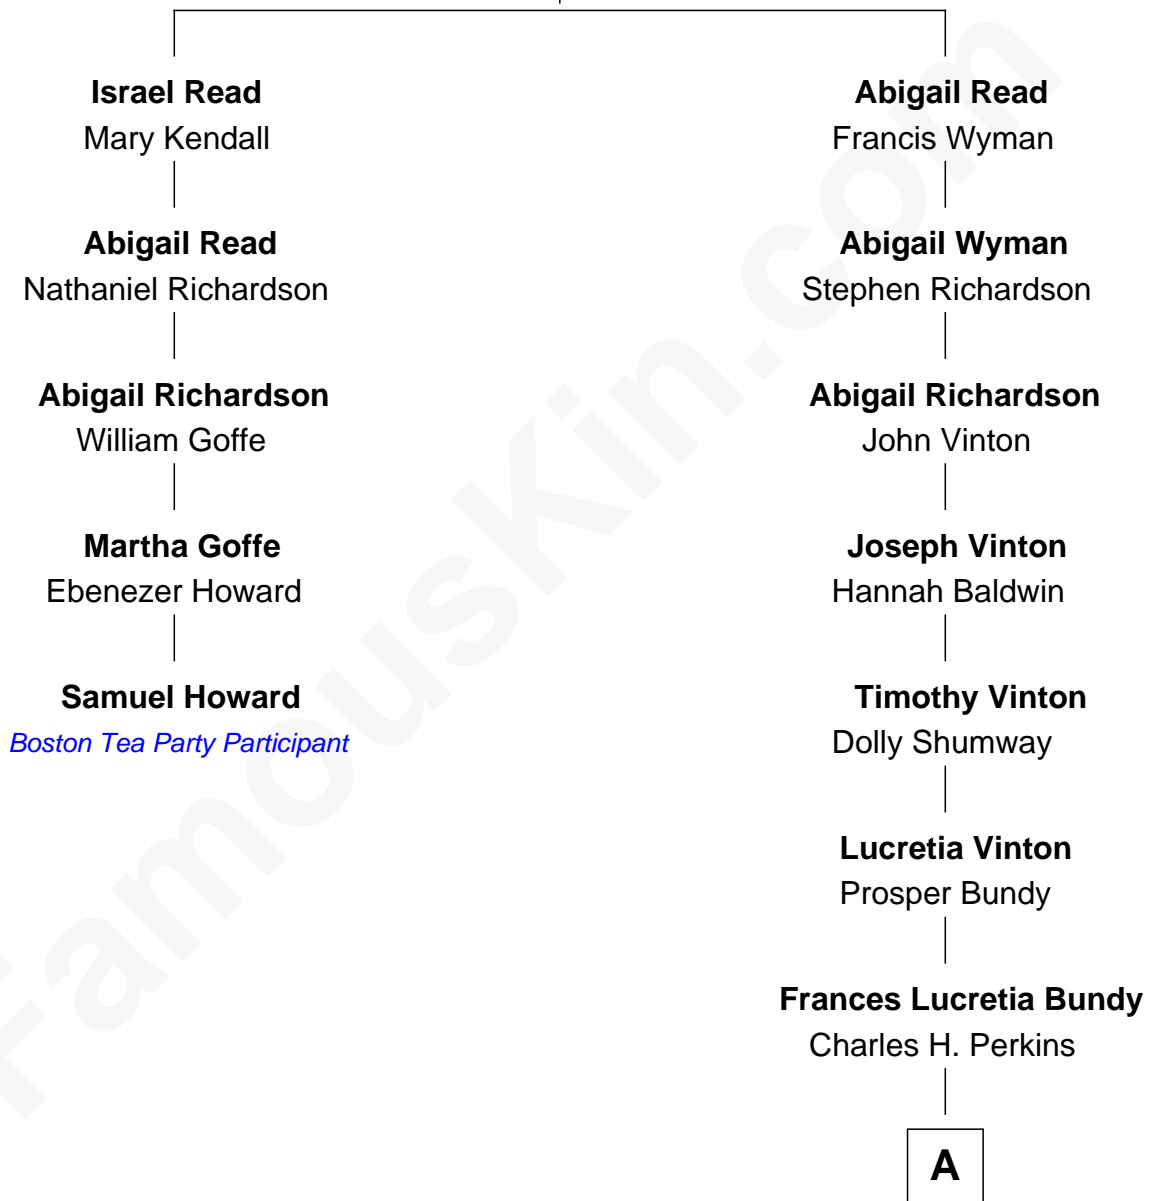 Israel Read
Mary Kendall
Abigail Read
Nathaniel Richardson
Abigail Richardson
William Goffe
Martha Goffe
Ebenezer Howard
Samuel Howard
Boston Tea Party Participant
Abigail Read
Francis Wyman
Abigail Wyman
Stephen Richardson
Abigail Richardson
John Vinton
Joseph Vinton
Hannah Baldwin
Timothy Vinton
Dolly Shumway
Lucretia Vinton
Prosper Bundy
Frances Lucretia Bundy
Charles H. Perkins
A
FamousKin.com